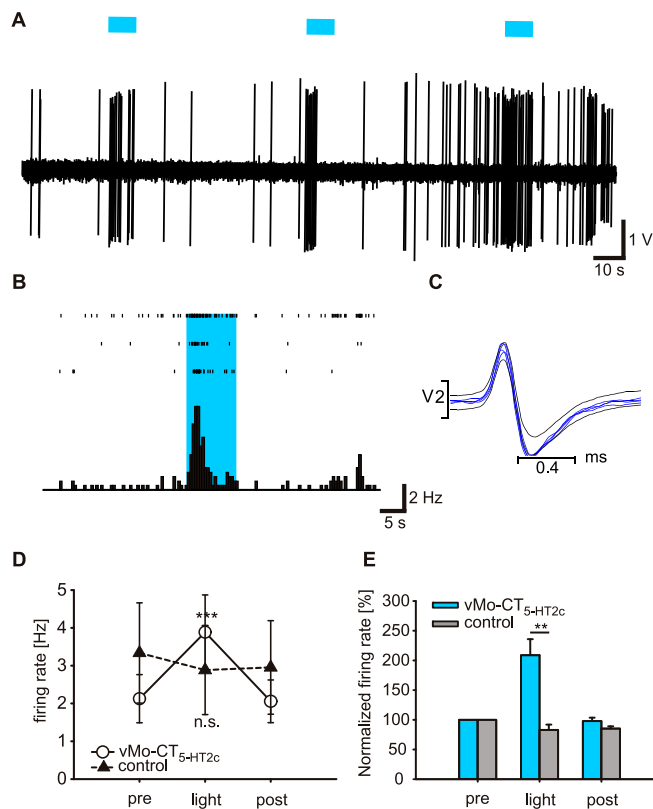 A
1 V
10 s
B
2 Hz
5 s
C
V2
0.4 ms
D
firing rate [Hz]
5
4
3
2
1
0
***
n.s.
vMo-CT5-HT2c
control
pre light post
E
Normalized firing rate [%]
300
250
200
150
100
50
0
vMo-CT5-HT2c
control
**
pre light post